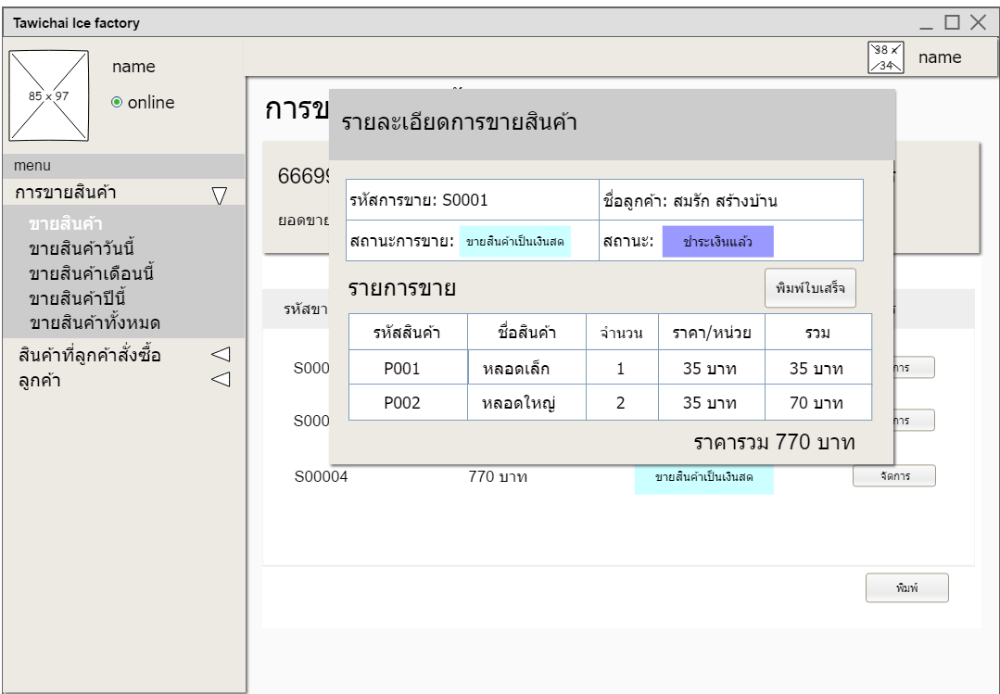 Tawichai Ice factory
name
85 x 97
online
38 x
34
name
menu
การขายสินค้า
ขายสินค้า
ขายสินค้าวันนี้
ขายสินค้าเดือนนี้
ขายสินค้าปีนี้
ขายสินค้าทั้งหมด
สินค้าที่ลูกค้าสั่งซื้อ
ลูกค้า
การข
รายละเอียดการขายสินค้า
6669
ยอดขาย
รหัสการขาย: S0001 ชื่อลูกค้า: สมรัก สร้างบ้าน
สถานะการขาย: ขายสินค้าเป็นเงินสด สถานะ: ชำระเงินแล้ว
รายการขาย พิมพ์ใบเสร็จ
รหัสขา
รหัสสินค้า ชื่อสินค้า จำนวน ราคา/หน่วย รวม
S000 P001 หลอดเล็ก 1 35 บาท 35 บาท การ
S000 P002 หลอดใหญ่ 2 35 บาท 70 บาท การ
ราคารวม 770 บาท
S00004 770 บาท ขายสินค้าเป็นเงินสด จัดการ
พิมพ์